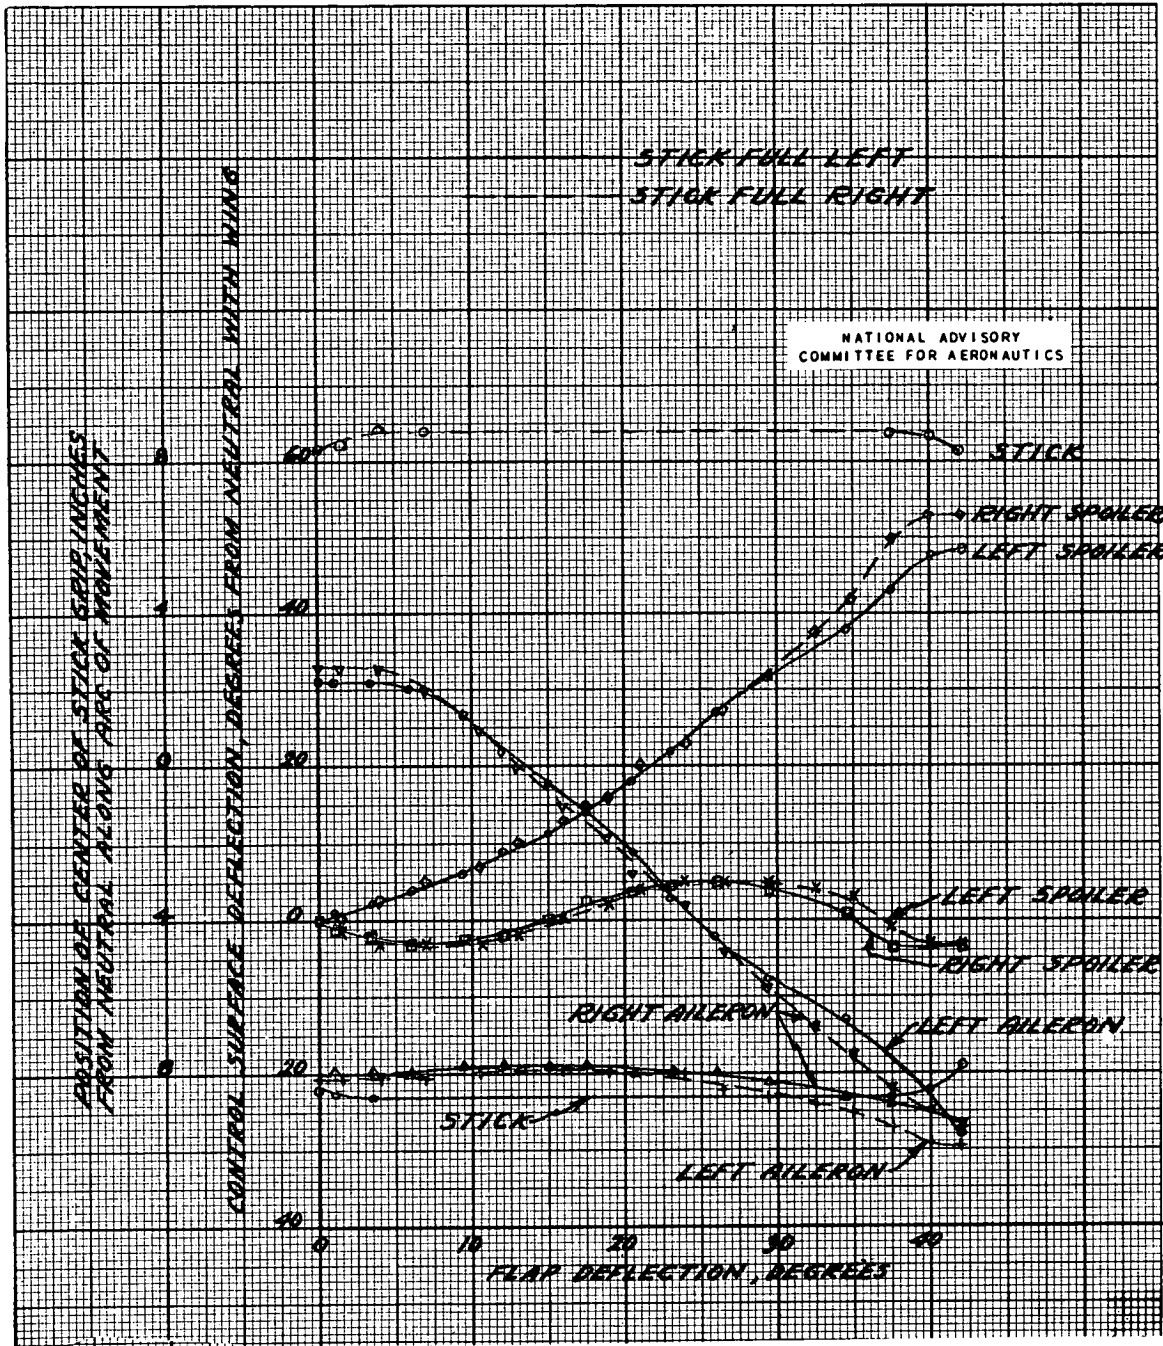 STICK FULL LEFT
STICK FULL RIGHT
NATIONAL ADVISORY
COMMITTEE FOR AERONAUTICS
POSITION OF CENTER OF STICK GRIP, INCHES
FROM NEUTRAL ALONG ARC OF MOVEMENT
8
4
0
4
8
CONTROL SURFACE DEFLECTION, DEGREES FROM NEUTRAL WITH WING
60
40
20
0
20
40
STICK
RIGHT SPOILER
LEFT SPOILER
LEFT SPOILER
RIGHT SPOILER
RIGHT AILERON
LEFT AILERON
STICK
LEFT AILERON
0 10 20 30 40
FLAP DEFLECTION, DEGREES